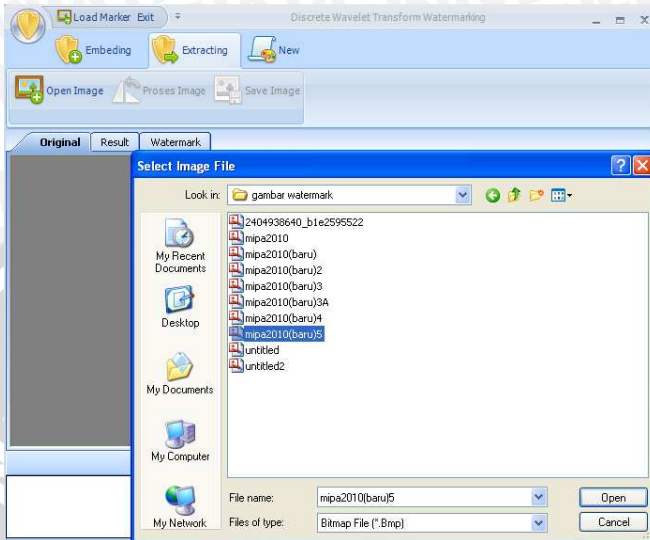 Load Marker Exit
Discrete Wavelet Transform Watermarking
Embeding Extracting New
Open Image Proses Image Save Image
Original Result Watermark
Select Image File
Look in: gambar watermark
My Recent Documents
Desktop
My Documents
My Computer
My Network
2404938640_b1e2595522
mipa2010
mipa2010(baru)
mipa2010(baru)2
mipa2010(baru)3
mipa2010(baru)3A
mipa2010(baru)4
mipa2010(baru)5
untitled
untitled2
File name: mipa2010(baru)5 Open
Files of type: Bitmap File (*.Bmp) Cancel